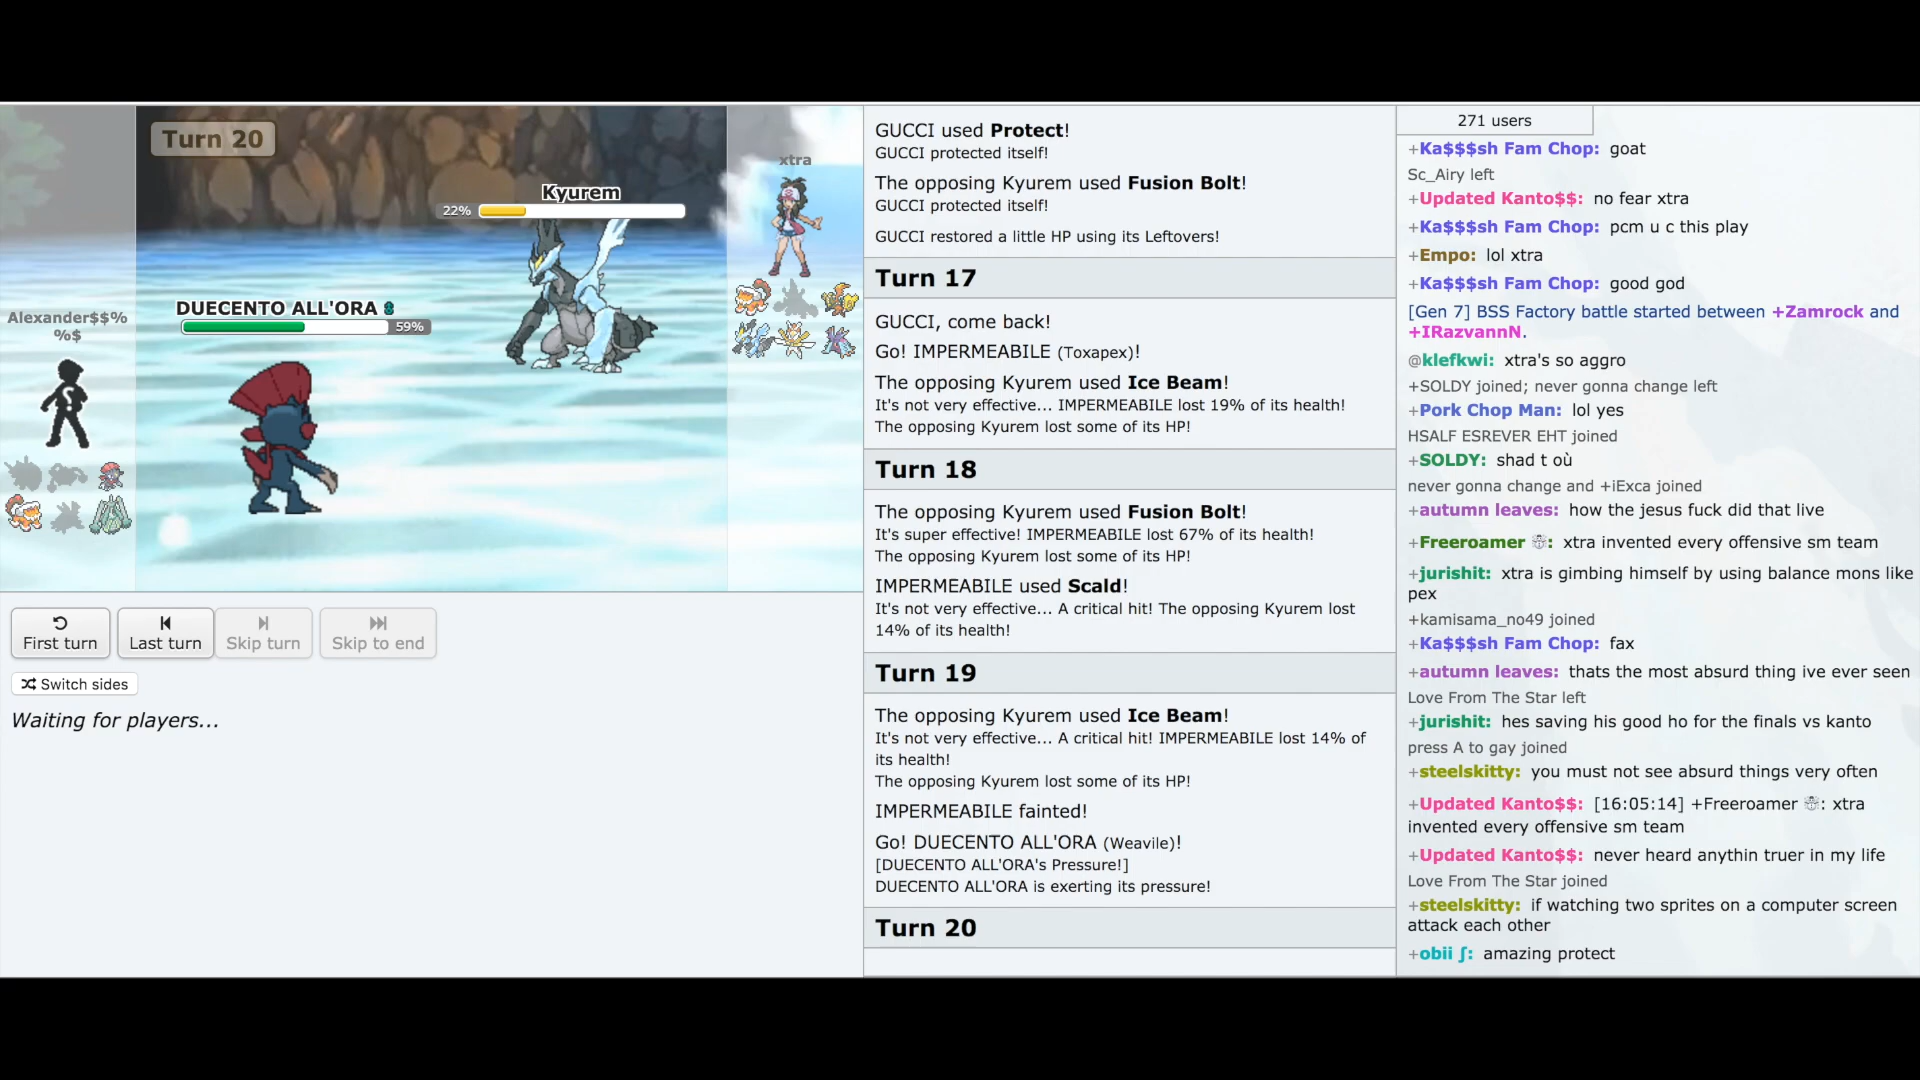 Turn 20
Kyurem
22%
DUECENTO ALL'ORA
59%
Alexander$$%
%$
xtra
First turn
Last turn
Skip turn
Skip to end
Switch sides
Waiting for players...
GUCCI used Protect!
GUCCI protected itself!
The opposing Kyurem used Fusion Bolt!
GUCCI protected itself!
GUCCI restored a little HP using its Leftovers!
Turn 17
GUCCI, come back!
Go! IMPERMEABILE (Toxapex)!
The opposing Kyurem used Ice Beam!
It's not very effective... IMPERMEABILE lost 19% of its health!
The opposing Kyurem lost some of its HP!
Turn 18
The opposing Kyurem used Fusion Bolt!
It's super effective! IMPERMEABILE lost 67% of its health!
The opposing Kyurem lost some of its HP!
IMPERMEABILE used Scald!
It's not very effective... A critical hit! The opposing Kyurem lost
14% of its health!
Turn 19
The opposing Kyurem used Ice Beam!
It's not very effective... A critical hit! IMPERMEABILE lost 14% of
its health!
The opposing Kyurem lost some of its HP!
IMPERMEABILE fainted!
Go! DUECENTO ALL'ORA (Weavile)!
[DUECENTO ALL'ORA's Pressure!]
DUECENTO ALL'ORA is exerting its pressure!
Turn 20
271 users
+Ka$$$sh Fam Chop: goat
Sc_Airy left
+Updated Kanto$$: no fear xtra
+Ka$$$sh Fam Chop: pcm u c this play
+Empo: lol xtra
+Ka$$$sh Fam Chop: good god
[Gen 7] BSS Factory battle started between +Zamrock and
+IRazvannN.
@klefkwi: xtra's so aggro
+SOLDY joined; never gonna change left
+Pork Chop Man: lol yes
HSALF ESREVER EHT joined
+SOLDY: shad t où
never gonna change and +iExca joined
+autumn leaves: how the jesus fuck did that live
+Freeroamer ☃: xtra invented every offensive sm team
+jurishit: xtra is gimbing himself by using balance mons like
pex
+kamisama_no49 joined
+Ka$$$sh Fam Chop: fax
+autumn leaves: thats the most absurd thing ive ever seen
Love From The Star left
+jurishit: hes saving his good ho for the finals vs kanto
press A to gay joined
+steelskitty: you must not see absurd things very often
+Updated Kanto$$: [16:05:14] +Freeroamer ☃: xtra
invented every offensive sm team
+Updated Kanto$$: never heard anythin truer in my life
Love From The Star joined
+steelskitty: if watching two sprites on a computer screen
attack each other
+obii ∫: amazing protect